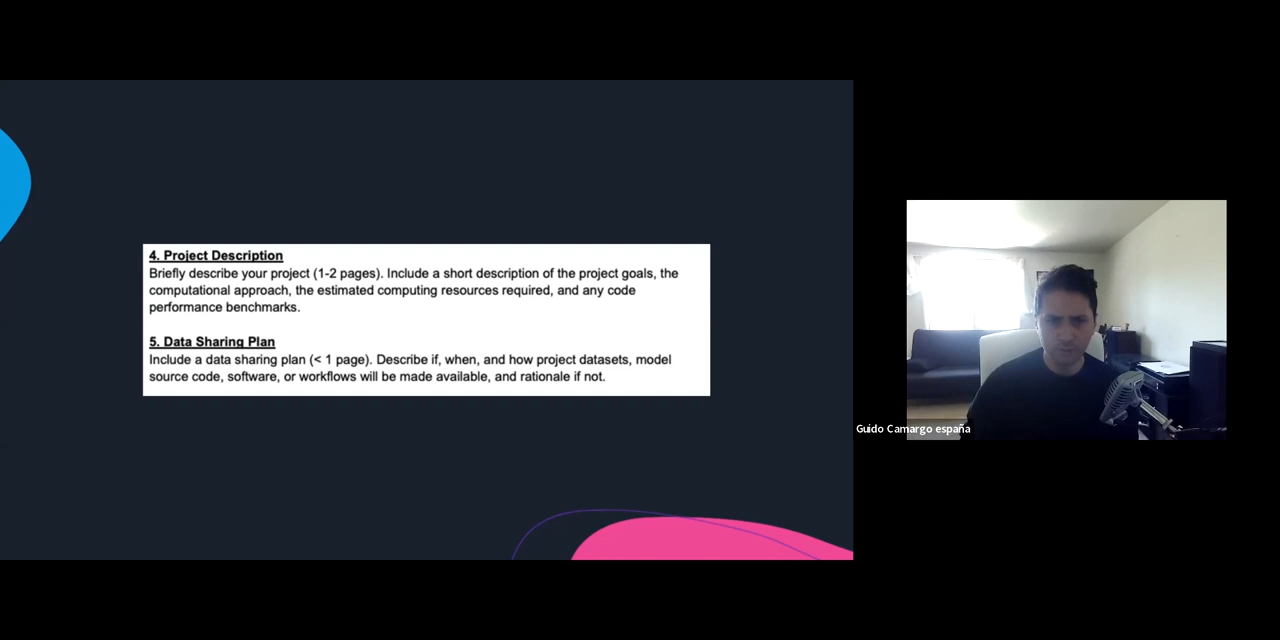 4. Project Description
Briefly describe your project (1-2 pages). Include a short description of the project goals, the
computational approach, the estimated computing resources required, and any code
performance benchmarks.
5. Data Sharing Plan
Include a data sharing plan (< 1 page). Describe if, when, and how project datasets, model
source code, software, or workflows will be made available, and rationale if not.
Guido Camargo españa